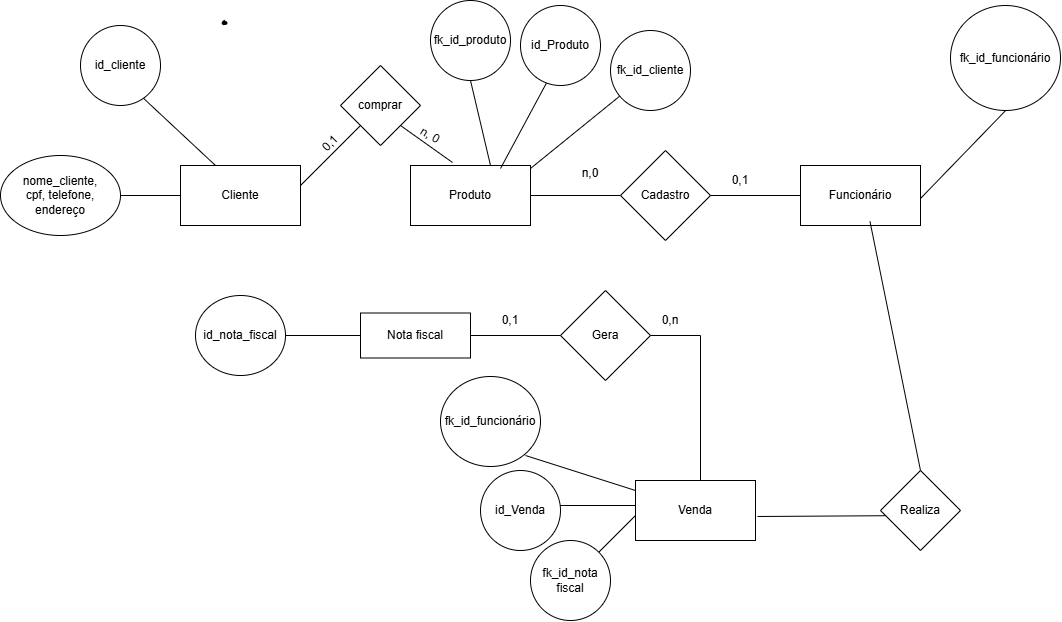 fk_id_produto
id_Produto
fk_id_cliente
fk_id_funcionário
id_cliente
comprar
0,1
n, 0
nome_cliente,
cpf, telefone,
endereço
Cliente
Produto
n,0
Cadastro
0,1
Funcionário
id_nota_fiscal
Nota fiscal
0,1
Gera
0,n
fk_id_funcionário
id_Venda
Venda
Realiza
fk_id_nota
fiscal